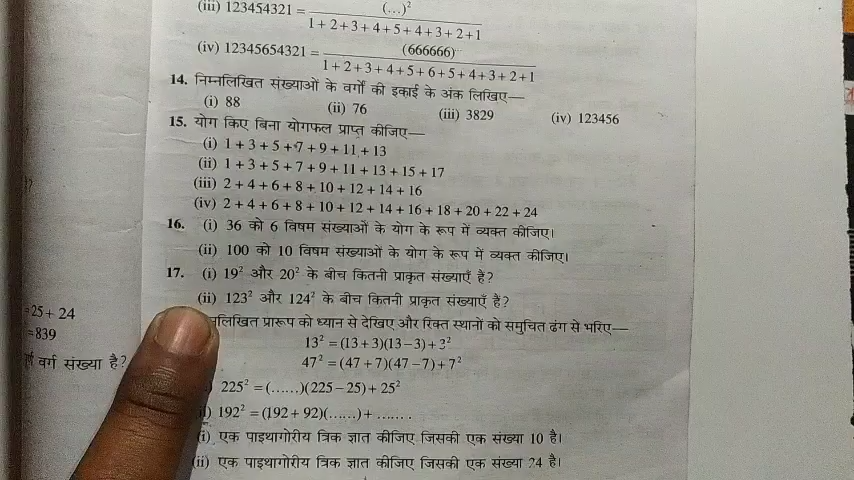 (iii) 123454321 = (...)² / 1 + 2 + 3 + 4 + 5 + 4 + 3 + 2 + 1
(iv) 12345654321 = (666666) / 1 + 2 + 3 + 4 + 5 + 6 + 5 + 4 + 3 + 2 + 1
14. निम्नलिखित संख्याओं के वर्गों की इकाई के अंक लिखिए—
(i) 88 (ii) 76 (iii) 3829 (iv) 123456
15. योग किए बिना योगफल प्राप्त कीजिए—
(i) 1 + 3 + 5 + 7 + 9 + 11 + 13
(ii) 1 + 3 + 5 + 7 + 9 + 11 + 13 + 15 + 17
(iii) 2 + 4 + 6 + 8 + 10 + 12 + 14 + 16
(iv) 2 + 4 + 6 + 8 + 10 + 12 + 14 + 16 + 18 + 20 + 22 + 24
16. (i) 36 को 6 विषम संख्याओं के योग के रूप में व्यक्त कीजिए।
(ii) 100 को 10 विषम संख्याओं के योग के रूप में व्यक्त कीजिए।
17. (i) 19² और 20² के बीच कितनी प्राकृत संख्याएँ हैं?
(ii) 123² और 124² के बीच कितनी प्राकृत संख्याएँ हैं?
प्रारूप को ध्यान से देखिए और रिक्त स्थानों को समुचित ढंग से भरिए—
13² = (13 + 3)(13 − 3) + 3²
47² = (47 + 7)(47 − 7) + 7²
225² = (......)(225 − 25) + 25²
192² = (192 + 92)(......) + .......
(i) एक पाइथागोरीय त्रिक ज्ञात कीजिए जिसकी एक संख्या 10 है।
(ii) एक पाइथागोरीय त्रिक ज्ञात कीजिए जिसकी एक संख्या 24 है।
= 25 + 24
= 839
वर्ग संख्या है?